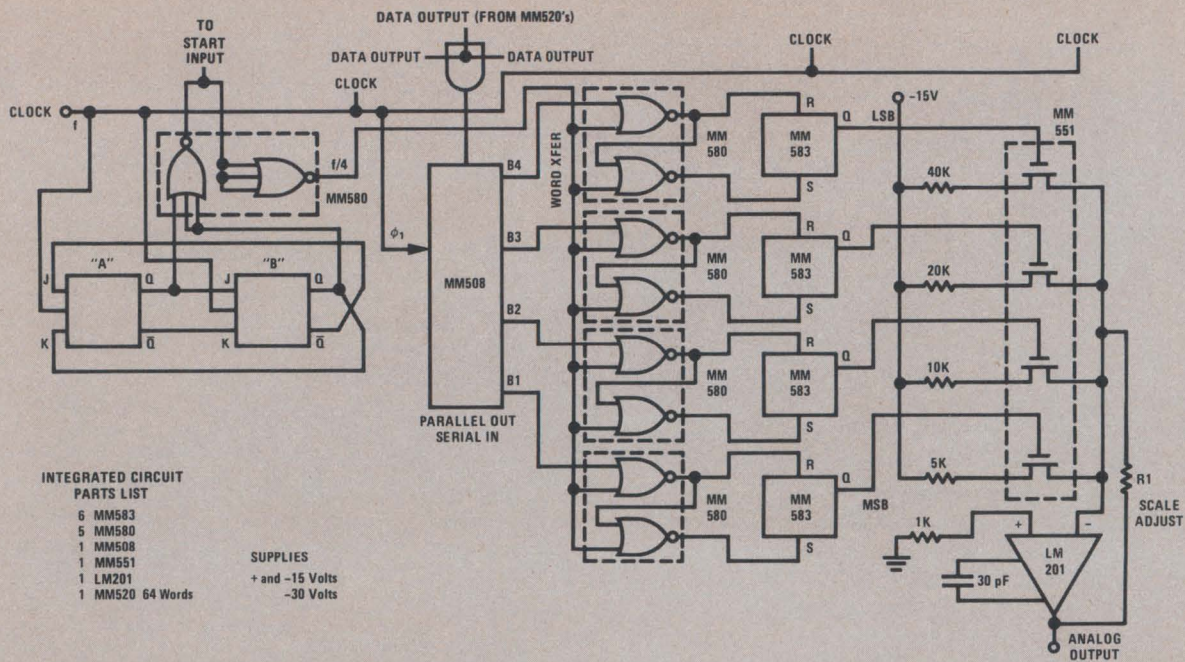 DATA OUTPUT (FROM MM520's)
TO
START
INPUT
DATA OUTPUT
DATA OUTPUT
CLOCK
CLOCK
CLOCK
CLOCK
f
f/4
MM580
"A"
"B"
J
Q
J
Q
K
Q̅
K
Q̅
ϕ1
MM508
B4
B3
B2
B1
PARALLEL OUT
SERIAL IN
WORD XFER
MM
580
R
MM
583
S
Q
LSB
MM
580
R
MM
583
S
Q
MM
580
R
MM
583
S
Q
MM
580
R
MM
583
S
Q
MSB
-15V
MM
551
40K
20K
10K
5K
R1
SCALE
ADJUST
1K
+
–
LM
201
30 pF
ANALOG
OUTPUT
INTEGRATED CIRCUIT
PARTS LIST
6 MM583
5 MM580
1 MM508
1 MM551
1 LM201
1 MM520 64 Words
SUPPLIES
+ and –15 Volts
–30 Volts